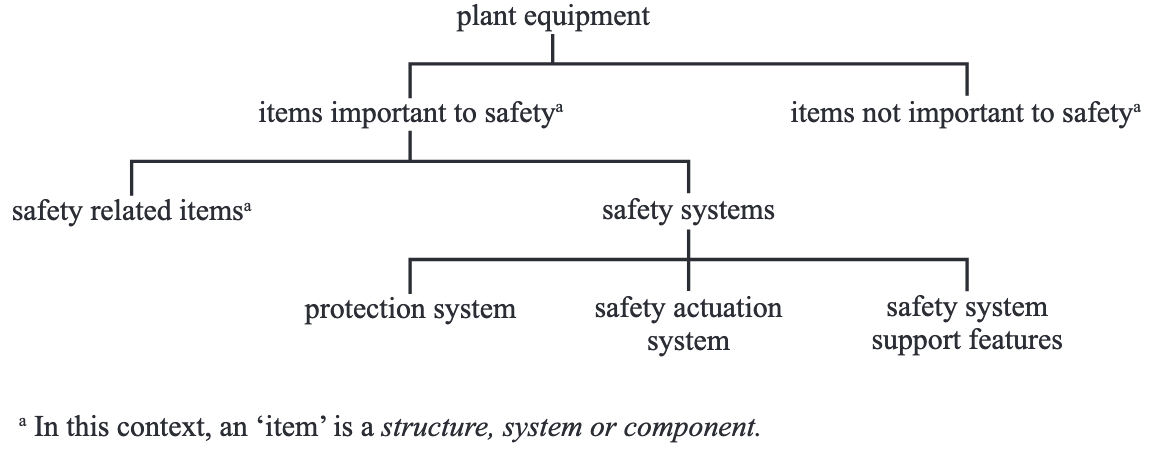 plant equipment
items important to safetyᵃ
items not important to safetyᵃ
safety related itemsᵃ
safety systems
protection system
safety actuation
system
safety system
support features
ᵃ In this context, an ‘item’ is a structure, system or component.